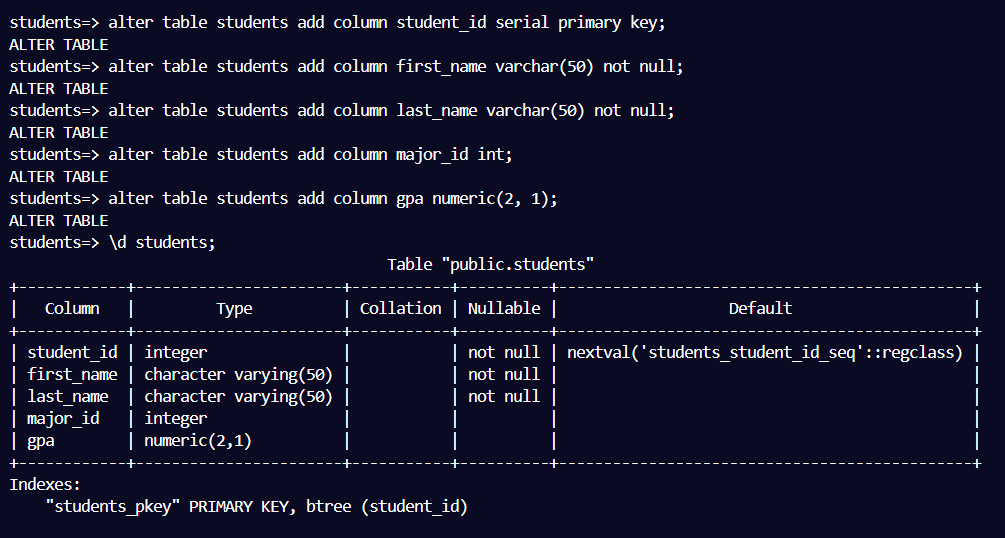 students=> alter table students add column student_id serial primary key;
ALTER TABLE
students=> alter table students add column first_name varchar(50) not null;
ALTER TABLE
students=> alter table students add column last_name varchar(50) not null;
ALTER TABLE
students=> alter table students add column major_id int;
ALTER TABLE
students=> alter table students add column gpa numeric(2, 1);
ALTER TABLE
students=> \d students;
                                          Table "public.students"
+------------+-----------------------+-----------+----------+----------------------------------------------+
|   Column   |         Type          | Collation | Nullable |                   Default                    |
+------------+-----------------------+-----------+----------+----------------------------------------------+
| student_id | integer               |           | not null | nextval('students_student_id_seq'::regclass) |
| first_name | character varying(50) |           | not null |                                              |
| last_name  | character varying(50) |           | not null |                                              |
| major_id   | integer               |           |          |                                              |
| gpa        | numeric(2,1)          |           |          |                                              |
+------------+-----------------------+-----------+----------+----------------------------------------------+
Indexes:
    "students_pkey" PRIMARY KEY, btree (student_id)